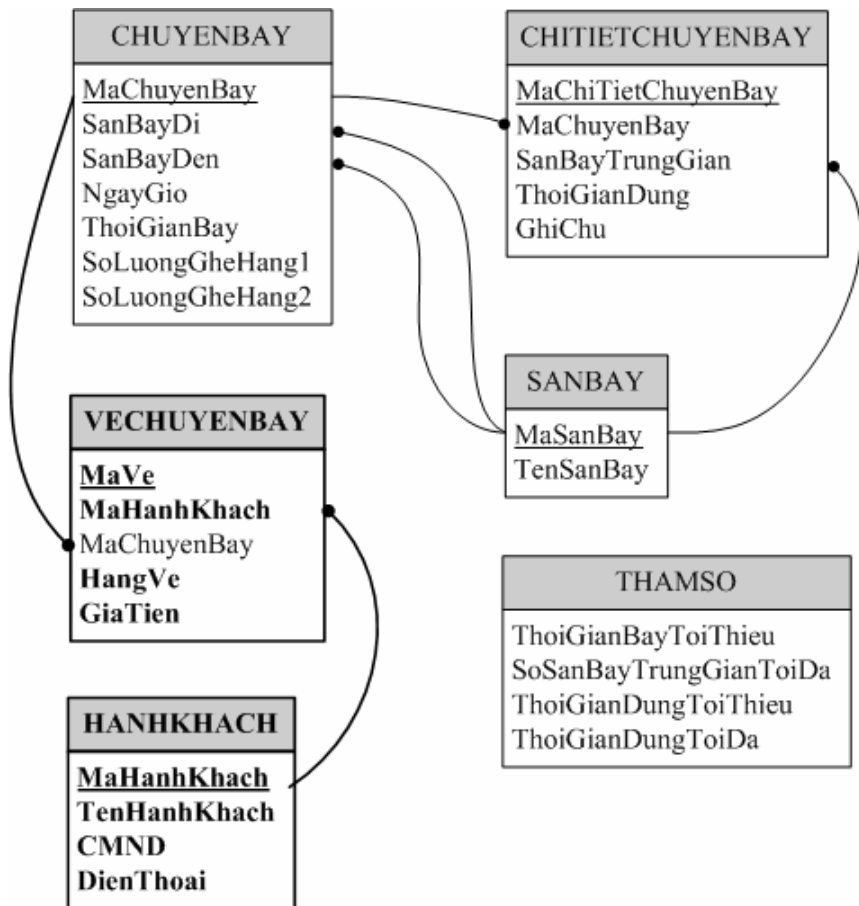 CHUYENBAY
MaChuyenBay
SanBayDi
SanBayDen
NgayGio
ThoiGianBay
SoLuongGheHang1
SoLuongGheHang2
CHITIETCHUYENBAY
MaChiTietChuyenBay
MaChuyenBay
SanBayTrungGian
ThoiGianDung
GhiChu
SANBAY
MaSanBay
TenSanBay
VECHUYENBAY
MaVe
MaHanhKhach
MaChuyenBay
HangVe
GiaTien
THAMSO
ThoiGianBayToiThieu
SoSanBayTrungGianToiDa
ThoiGianDungToiThieu
ThoiGianDungToiDa
HANHKHACH
MaHanhKhach
TenHanhKhach
CMND
DienThoai